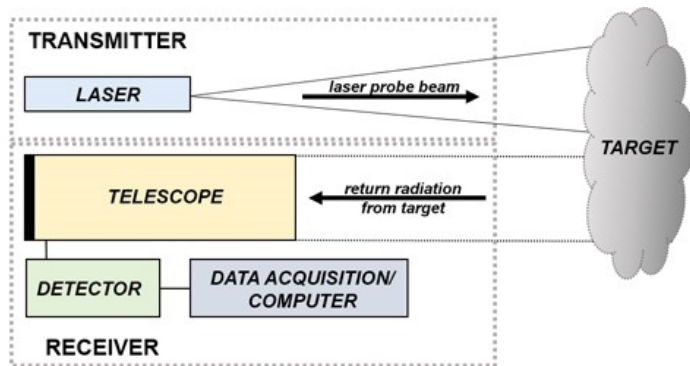 TRANSMITTER
LASER
laser probe beam
TARGET
TELESCOPE
return radiation
from target
DETECTOR
DATA ACQUISITION/
COMPUTER
RECEIVER